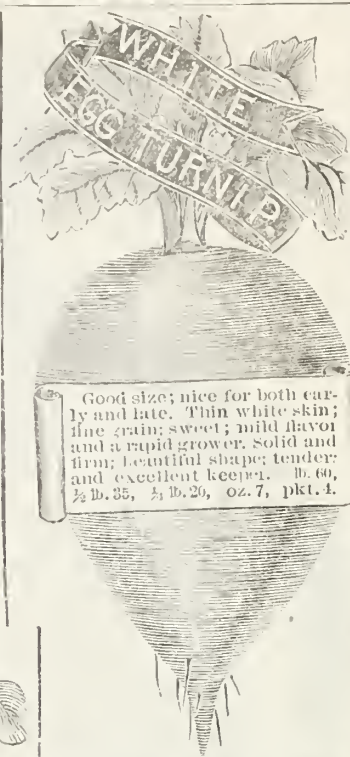 WHITE
EGG TURNIP.
Good size; nice for both ear-
ly and late. Thin white skin;
fine grain; sweet; mild flavor
and a rapid grower. Solid and
firm; beautiful shape; tender;
and excellent keeper. lb. 60,
½ lb. 35, ¼ lb. 20, oz. 7, pkt. 4.